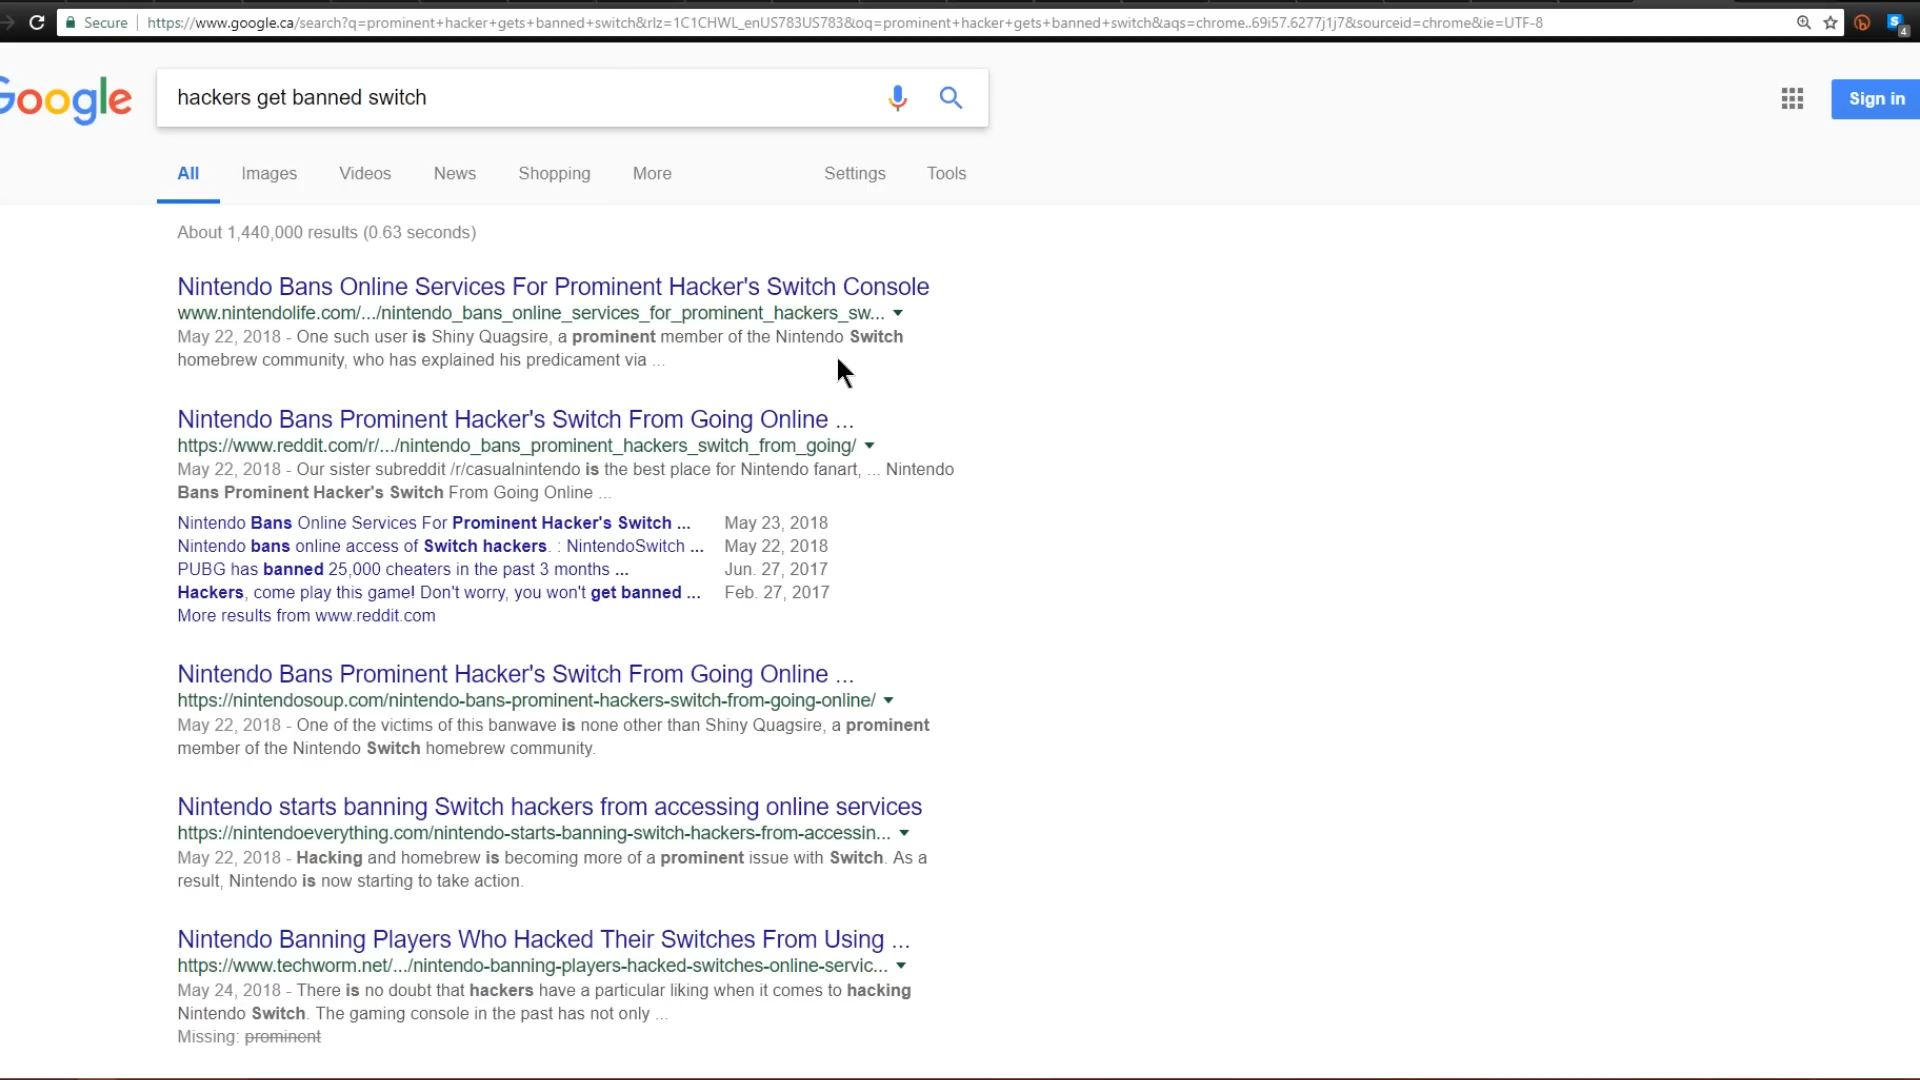 Secure https://www.google.ca/search?q=prominent+hacker+gets+banned+switch&rlz=1C1CHWL_enUS783US783&oq=prominent+hacker+gets+banned+switch&aqs=chrome..69i57.6277j1j7&sourceid=chrome&ie=UTF-8
4
Google
hackers get banned switch
Sign in
All Images Videos News Shopping More Settings Tools
About 1,440,000 results (0.63 seconds)
Nintendo Bans Online Services For Prominent Hacker's Switch Console
www.nintendolife.com/.../nintendo_bans_online_services_for_prominent_hackers_sw...
May 22, 2018 - One such user is Shiny Quagsire, a prominent member of the Nintendo Switch
homebrew community, who has explained his predicament via ...
Nintendo Bans Prominent Hacker's Switch From Going Online ...
https://www.reddit.com/r/.../nintendo_bans_prominent_hackers_switch_from_going/
May 22, 2018 - Our sister subreddit /r/casualnintendo is the best place for Nintendo fanart, ... Nintendo
Bans Prominent Hacker's Switch From Going Online ...
Nintendo Bans Online Services For Prominent Hacker's Switch ... May 23, 2018
Nintendo bans online access of Switch hackers. : NintendoSwitch ... May 22, 2018
PUBG has banned 25,000 cheaters in the past 3 months ... Jun. 27, 2017
Hackers, come play this game! Don't worry, you won't get banned ... Feb. 27, 2017
More results from www.reddit.com
Nintendo Bans Prominent Hacker's Switch From Going Online ...
https://nintendosoup.com/nintendo-bans-prominent-hackers-switch-from-going-online/
May 22, 2018 - One of the victims of this banwave is none other than Shiny Quagsire, a prominent
member of the Nintendo Switch homebrew community.
Nintendo starts banning Switch hackers from accessing online services
https://nintendoeverything.com/nintendo-starts-banning-switch-hackers-from-accessin...
May 22, 2018 - Hacking and homebrew is becoming more of a prominent issue with Switch. As a
result, Nintendo is now starting to take action.
Nintendo Banning Players Who Hacked Their Switches From Using ...
https://www.techworm.net/.../nintendo-banning-players-hacked-switches-online-servic...
May 24, 2018 - There is no doubt that hackers have a particular liking when it comes to hacking
Nintendo Switch. The gaming console in the past has not only ...
Missing: prominent